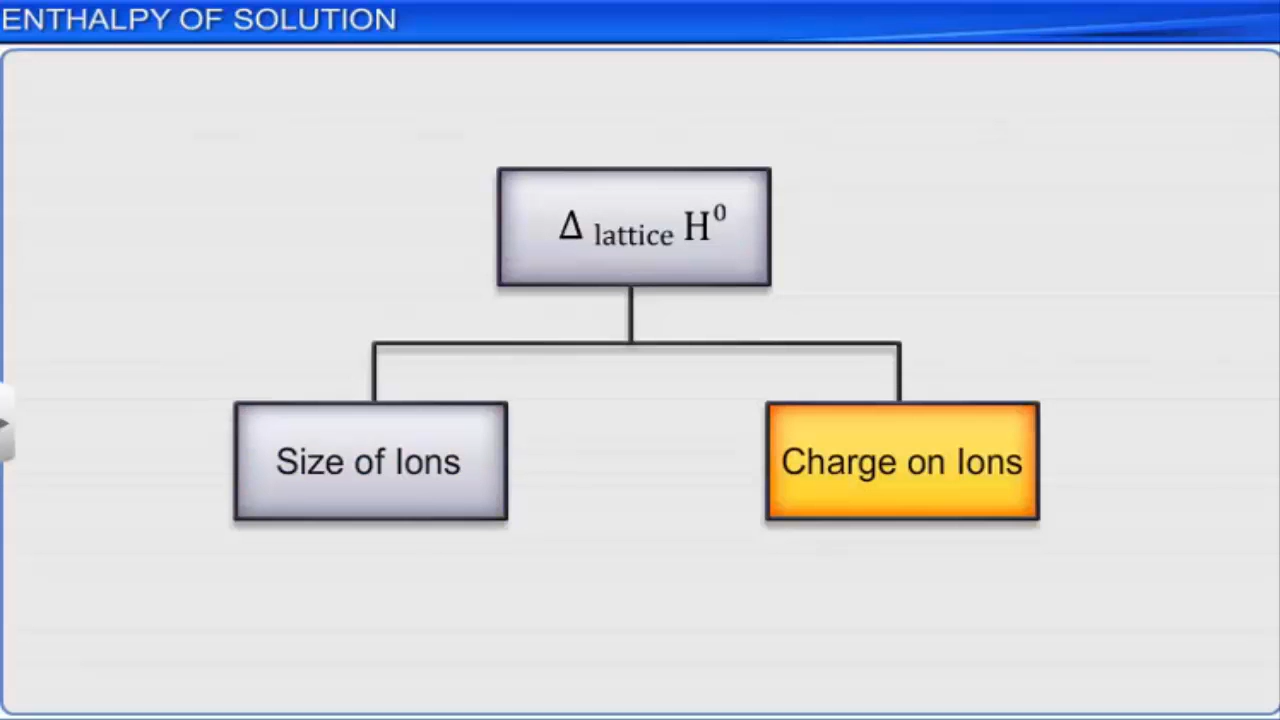 ENTHALPY OF SOLUTION
Δ lattice H⁰
Size of Ions
Charge on Ions